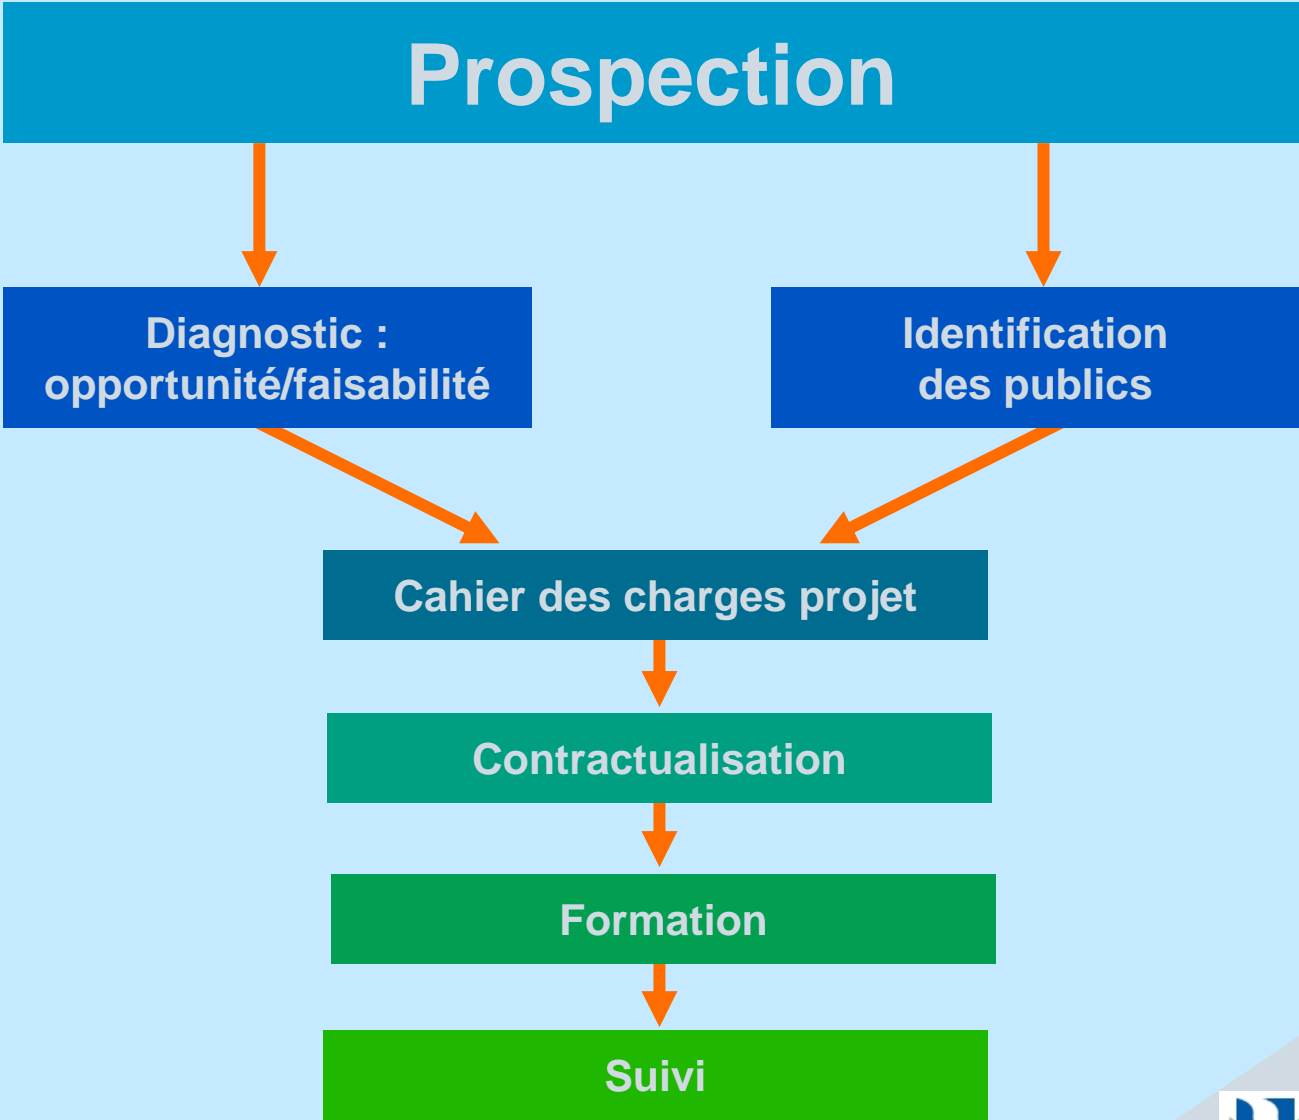 Prospection
Diagnostic :
opportunité/faisabilité
Identification
des publics
Cahier des charges projet
Contractualisation
Formation
Suivi